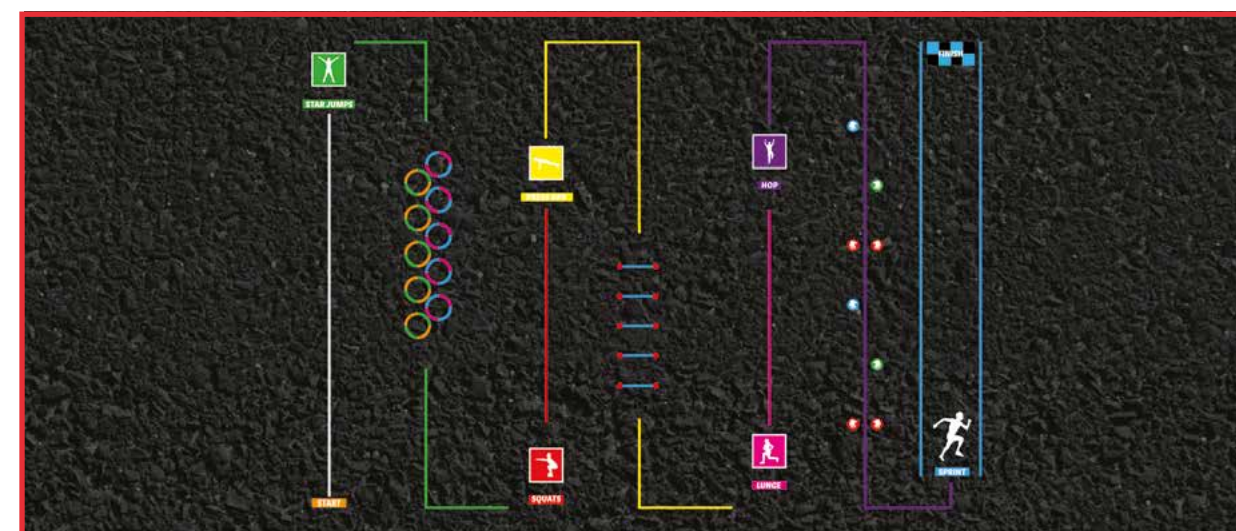 START
STAR JUMPS
SQUATS
LUNGE
HOP
SPRINT
FINISH